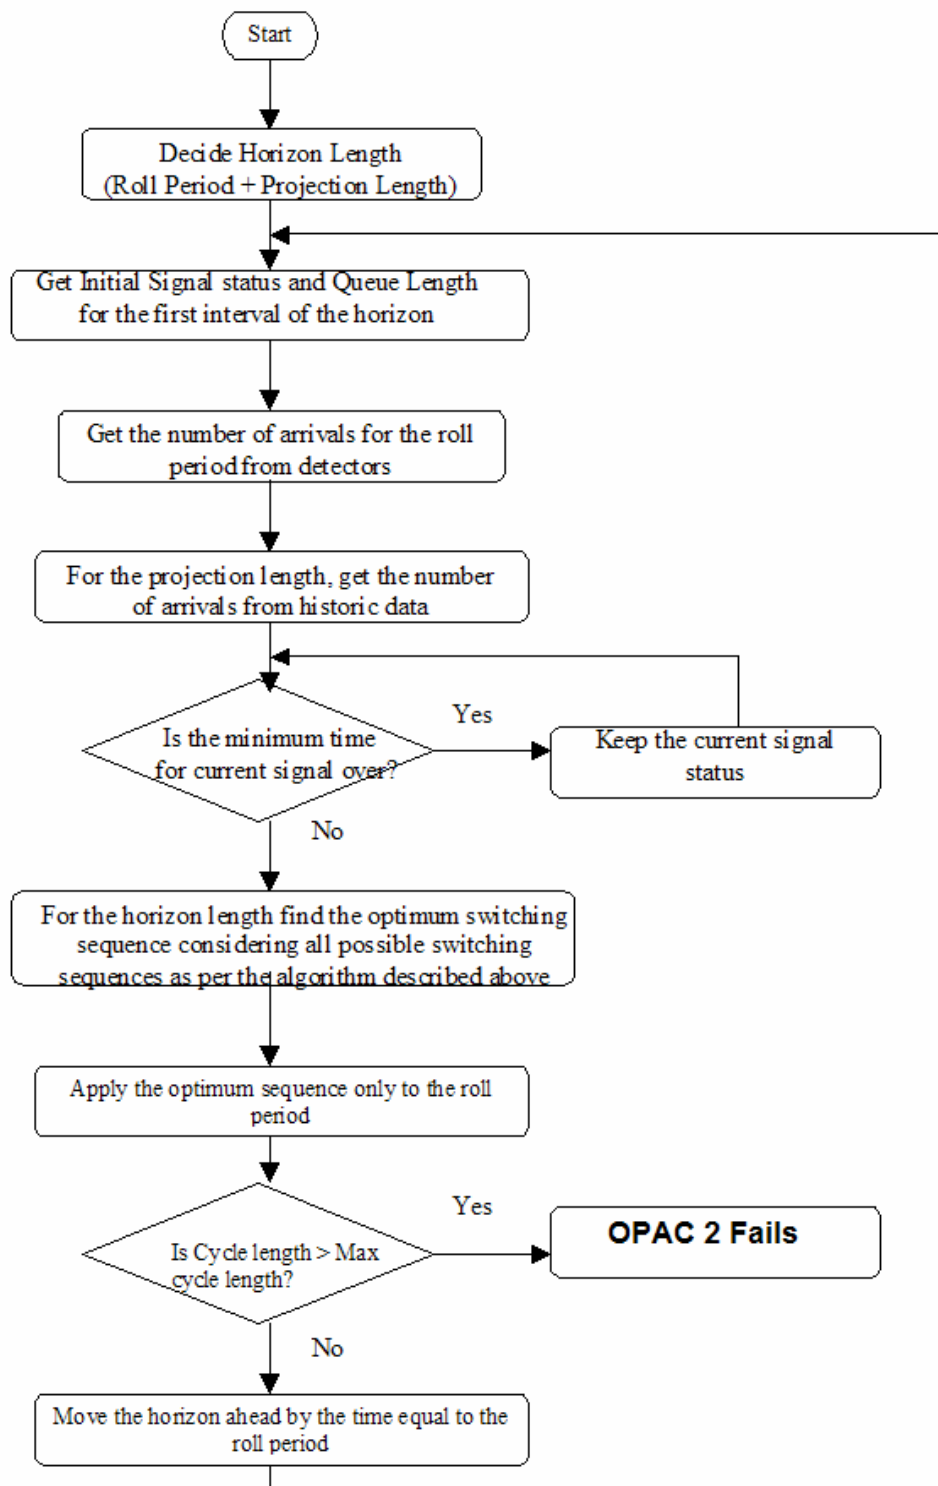 Start
Decide Horizon Length
(Roll Period + Projection Length)
Get Initial Signal status and Queue Length
for the first interval of the horizon
Get the number of arrivals for the roll
period from detectors
For the projection length, get the number
of arrivals from historic data
Yes
Is the minimum time
for current signal over?
Keep the current signal
status
No
For the horizon length find the optimum switching
sequence considering all possible switching
sequences as per the algorithm described above
Apply the optimum sequence only to the roll
period
Yes
Is Cycle length > Max
cycle length?
OPAC 2 Fails
No
Move the horizon ahead by the time equal to the
roll period